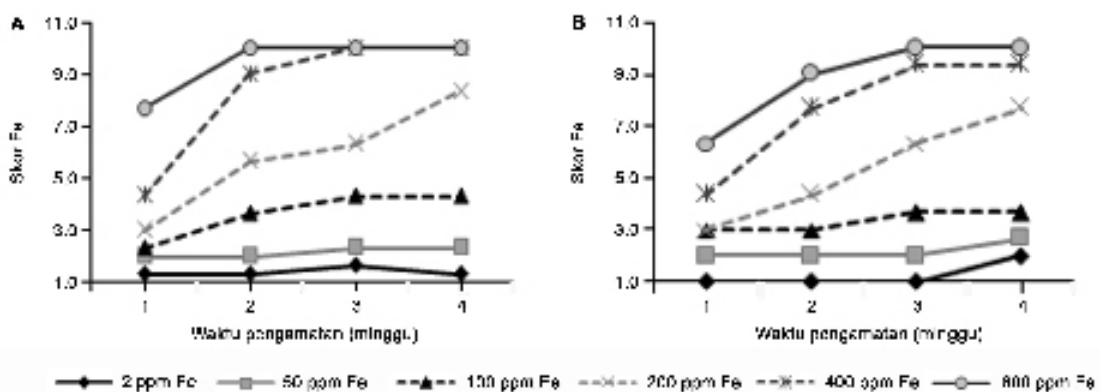 A
11.0
9.0
7.0
5.0
3.0
1.0
Skor Fe
1 2 3 4
Waktu pengamatan (minggu)
B
11.0
9.0
7.0
5.0
3.0
1.0
Skor Fe
1 2 3 4
Waktu pengamatan (minggu)
2 ppm Fe 50 ppm Fe 100 ppm Fe 200 ppm Fe 400 ppm Fe 800 ppm Fe